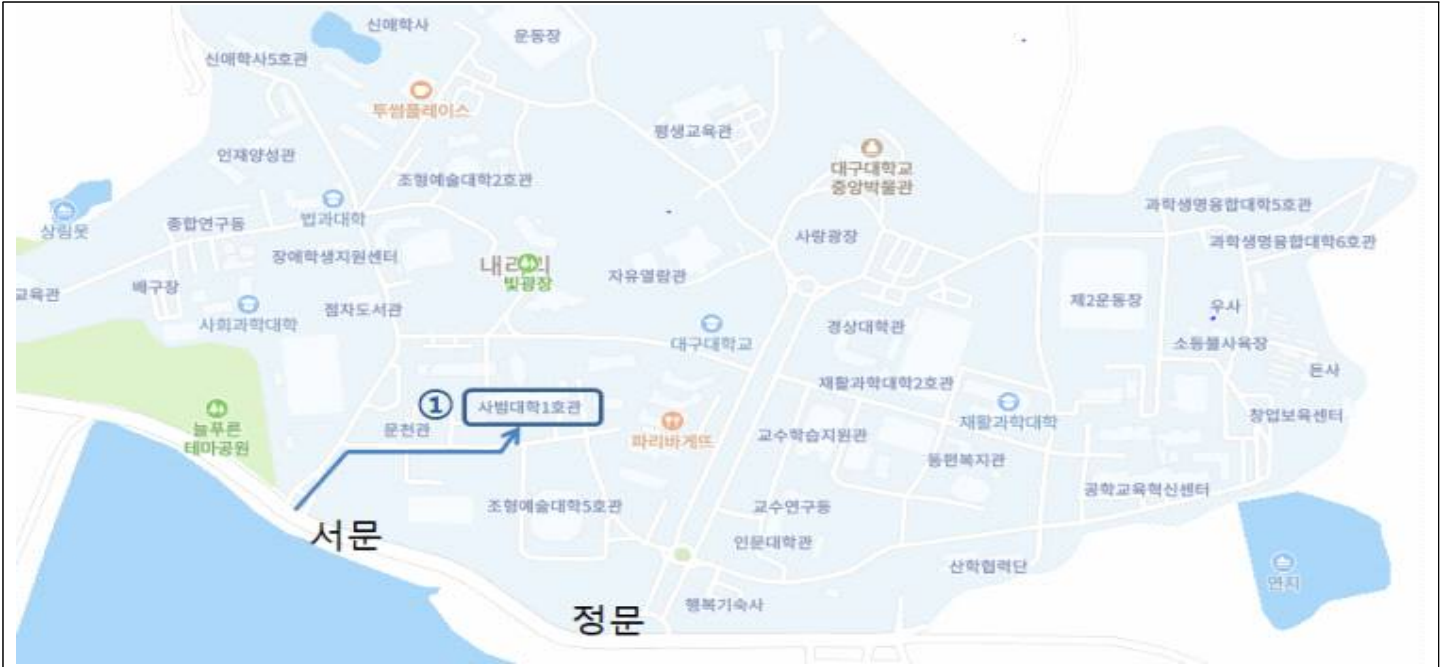 신애학사
운동장
신애학사5호관
투썸플레이스
평생교육관
인재양성관
대구대학교
중앙박물관
조형예술대학2호관
법과대학
과학생명융합대학5호관
상림못
종합연구동
사랑광장
과학생명융합대학6호관
장애학생지원센터
내리
빛광장
자유열람관
교육관
배구장
제2운동장
우사
점자도서관
사회과학대학
경상대학관
대구대학교
소동물사육장
돈사
재활과학대학2호관
① 사범대학1호관
창업보육센터
늘푸른
테마공원
문천관
파리바게뜨
교수학습지원관
재활과학대학
동편복지관
공학교육혁신센터
조형예술대학5호관
교수연구동
서문
인문대학관
산학협력단
연지
행복기숙사
정문